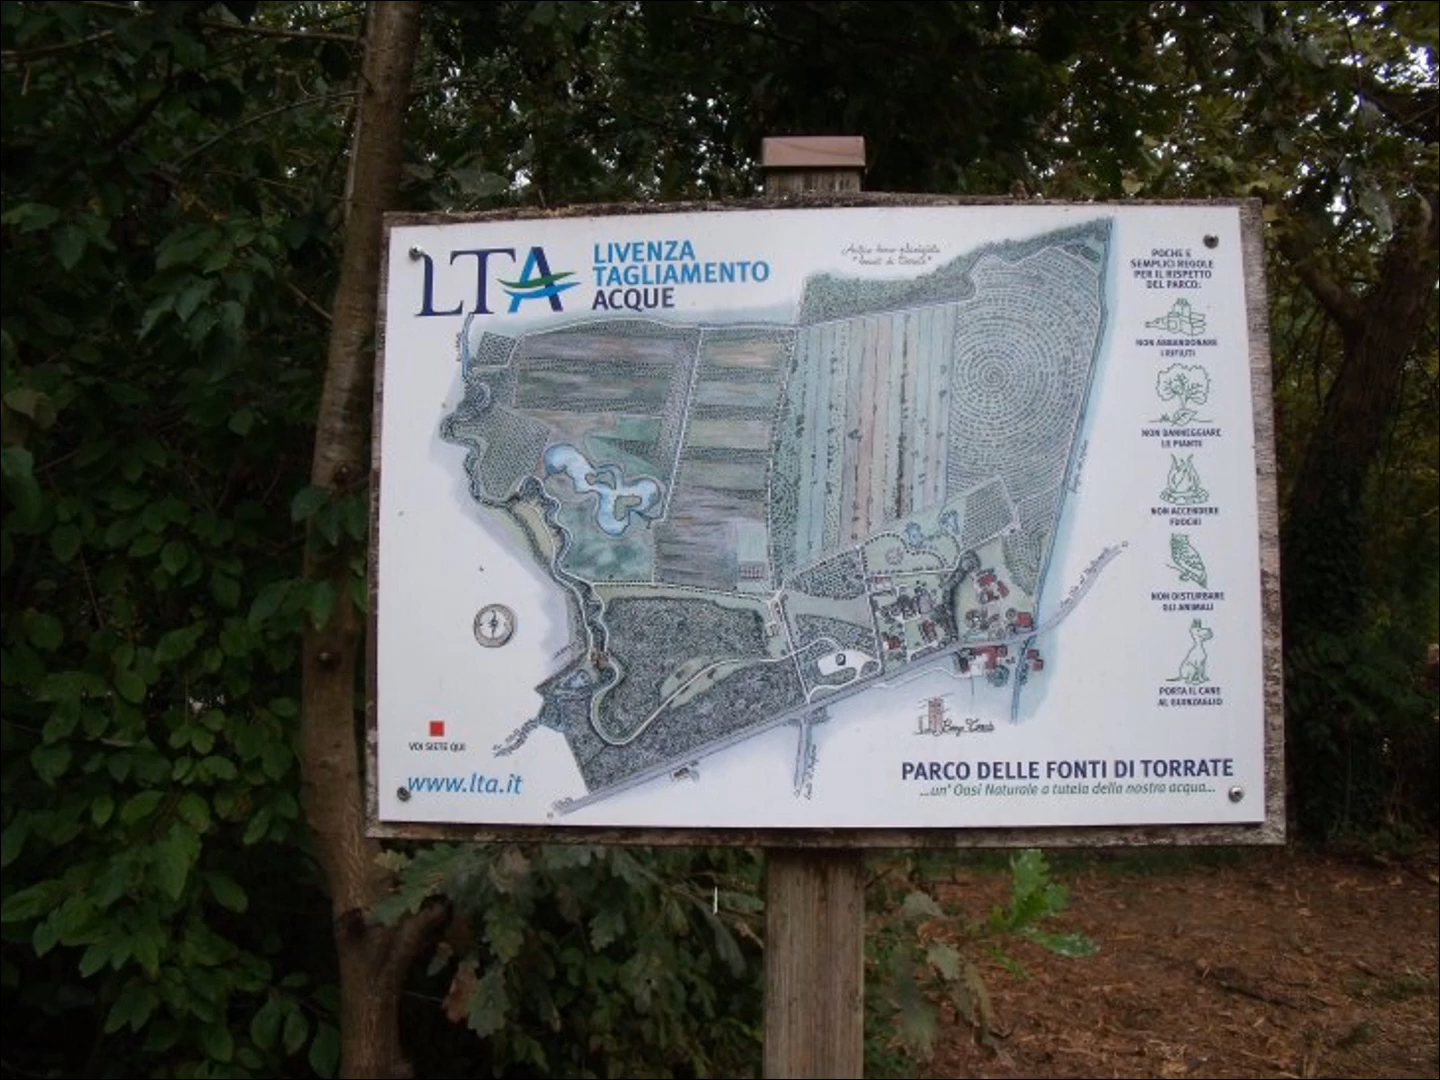 LTA
LIVENZA
TAGLIAMENTO
ACQUE
POCHE E
SEMPLICI REGOLE
PER IL RISPETTO
DEL PARCO:
NON ABBANDONARE
I RIFIUTI
NON DANNEGGIARE
LE PIANTE
NON ACCENDERE
FUOCHI
NON DISTURBARE
GLI ANIMALI
PORTA IL CANE
AL GUINZAGLIO
VOI SIETE QUI
www.lta.it
PARCO DELLE FONTI DI TORRATE
...un' Oasi Naturale a tutela della nostra acqua...